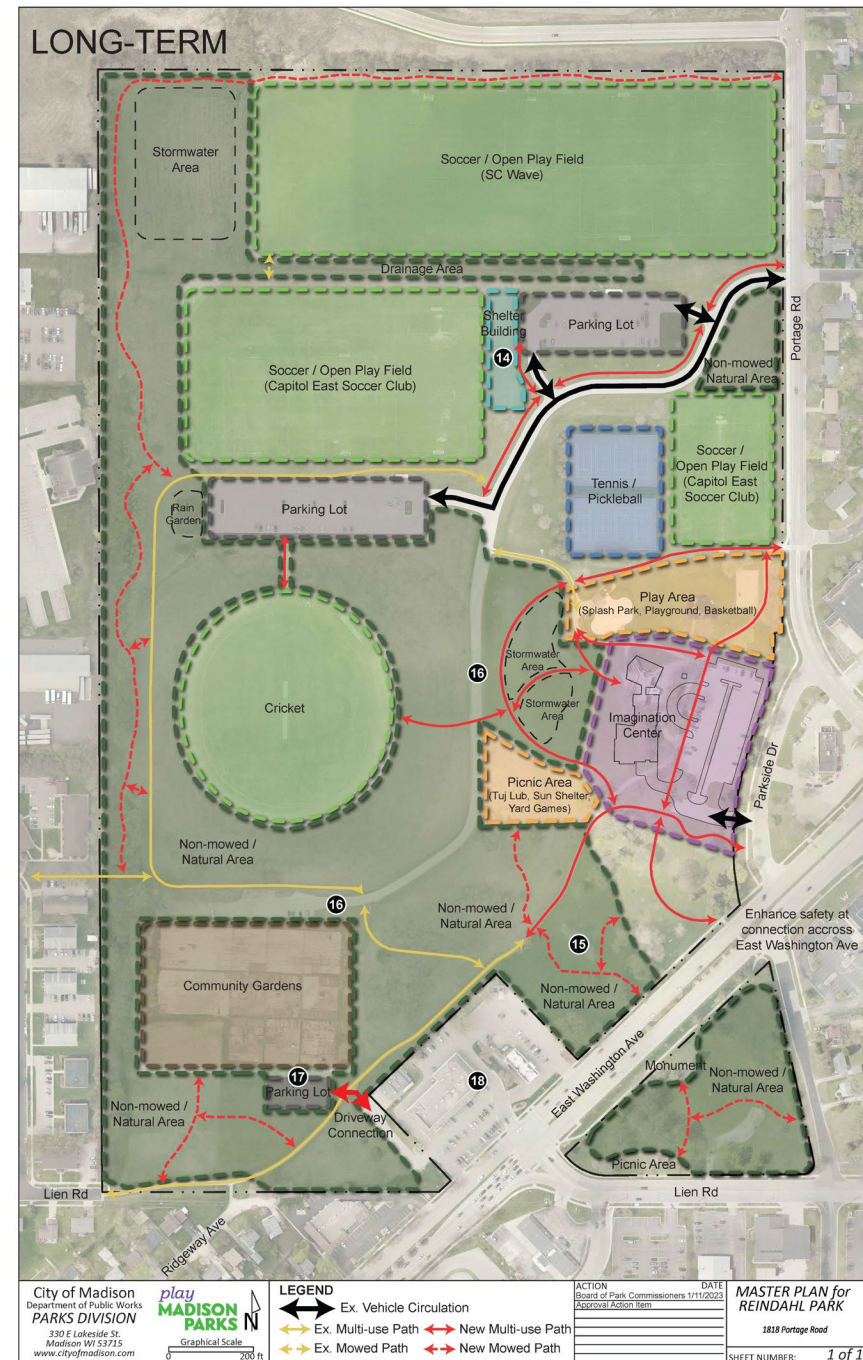 LONG-TERM
Stormwater
Area
Soccer / Open Play Field
(SC Wave)
Drainage Area
Shelter
Building
14
Parking Lot
Portage Rd
Non-mowed /
Natural Area
Soccer / Open Play Field
(Capitol East Soccer Club)
Tennis /
Pickleball
Soccer /
Open Play Field
(Capitol East
Soccer Club)
Rain
Garden
Parking Lot
Play Area
(Splash Park, Playground, Basketball)
16
Stormwater
Area
Stormwater
Area
Cricket
Imagination
Center
Parkside Dr
Picnic Area
(Tuj Lub, Sun Shelter,
Yard Games)
Non-mowed /
Natural Area
16
Non-mowed /
Natural Area
15
Enhance safety at
connection accross
East Washington Ave
Community Gardens
Non-mowed /
Natural Area
East Washington Ave
Monument
Non-mowed /
Natural Area
17
18
Parking Lot
Non-mowed /
Natural Area
Driveway
Connection
Picnic Area
Lien Rd
Lien Rd
Ridgeway Ave
City of Madison
Department of Public Works
PARKS DIVISION
330 E Lakeside St.
Madison WI 53715
www.cityofmadison.com
play
MADISON
PARKS
N
Graphical Scale
0 200 ft
LEGEND
Ex. Vehicle Circulation
Ex. Multi-use Path
New Multi-use Path
Ex. Mowed Path
New Mowed Path
ACTION DATE
Board of Park Commissioners 1/11/2023
Approval Action Item
MASTER PLAN for
REINDAHL PARK
1818 Portage Road
SHEET NUMBER: 1 of 1